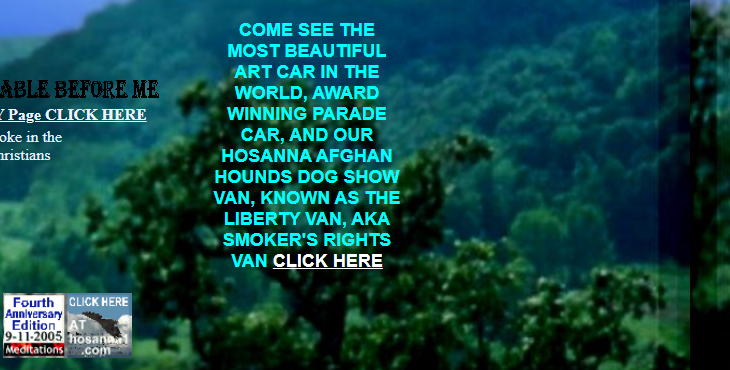 COME SEE THE
MOST BEAUTIFUL
ART CAR IN THE
WORLD, AWARD
WINNING PARADE
CAR, AND OUR
HOSANNA AFGHAN
HOUNDS DOG SHOW
VAN, KNOWN AS THE
LIBERTY VAN, AKA
SMOKER'S RIGHTS
VAN CLICK HERE
ABLE BEFORE ME
Y Page CLICK HERE
oke in the
hristians
Fourth
Anniversary
Edition
9-11-2005
Meditations
CLICK HERE
AT
hosanna1
.com